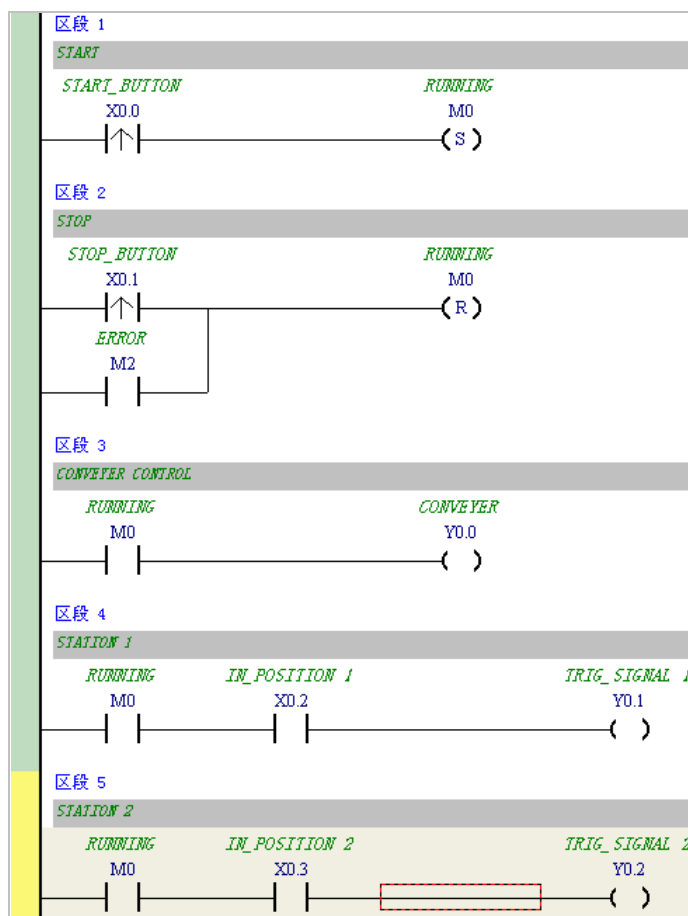 区段 1
START
START_BUTTON RUNNING
X0.0 M0
S
区段 2
STOP
STOP_BUTTON RUNNING
X0.1 M0
R
ERROR
M2
区段 3
CONVEYER CONTROL
RUNNING CONVEYER
M0 Y0.0
区段 4
STATION 1
RUNNING IN_POSITION 1 TRIG_SIGNAL 1
M0 X0.2 Y0.1
区段 5
STATION 2
RUNNING IN_POSITION 2 TRIG_SIGNAL 2
M0 X0.3 Y0.2